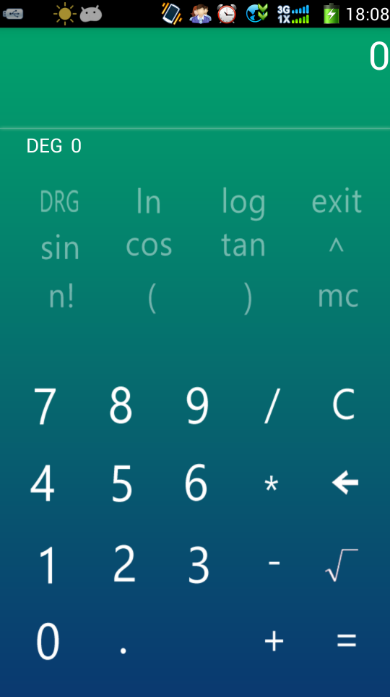 3G 1X 18:08
0
DEG 0
DRG ln log exit
sin cos tan ^
n! ( ) mc
7 8 9 / C
4 5 6 * ←
1 2 3 - √
0 . + =